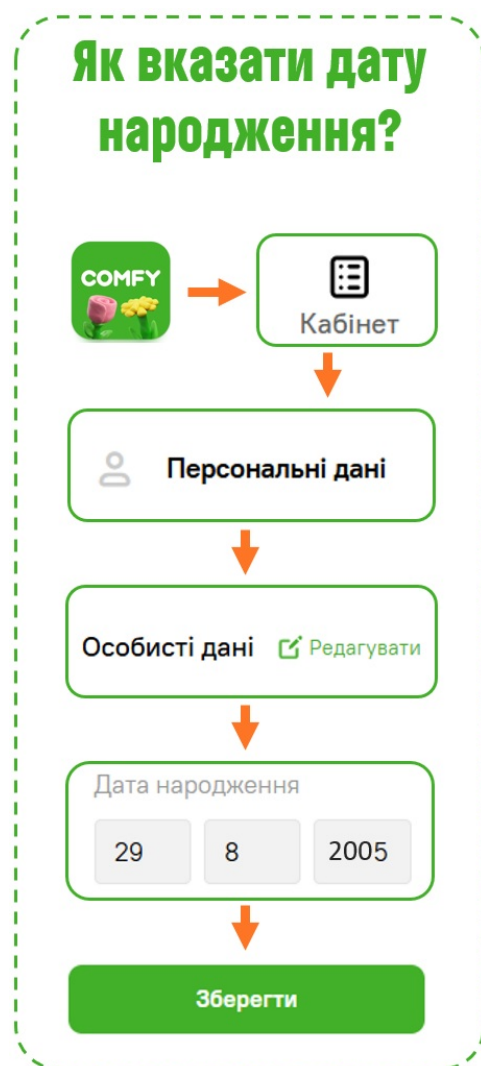 Як вказати дату
народження?
COMFY
Кабінет
Персональні дані
Особисті дані Редагувати
Дата народження
29 8 2005
Зберегти